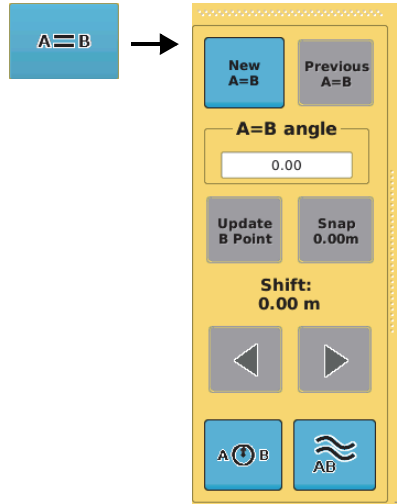 A=B
New
A=B
Previous
A=B
A=B angle
0.00
Update
B Point
Snap
0.00m
Shift:
0.00 m
A B
AB